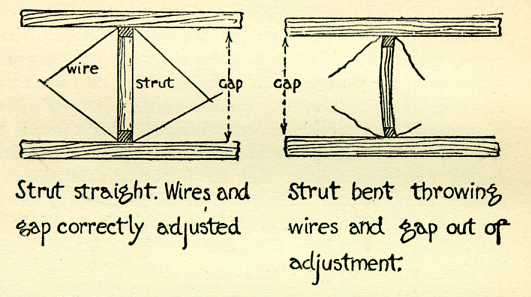 wire
strut
gap
gap
Strut straight. Wires and
gap correctly adjusted
Strut bent throwing
wires and gap out of
adjustment.